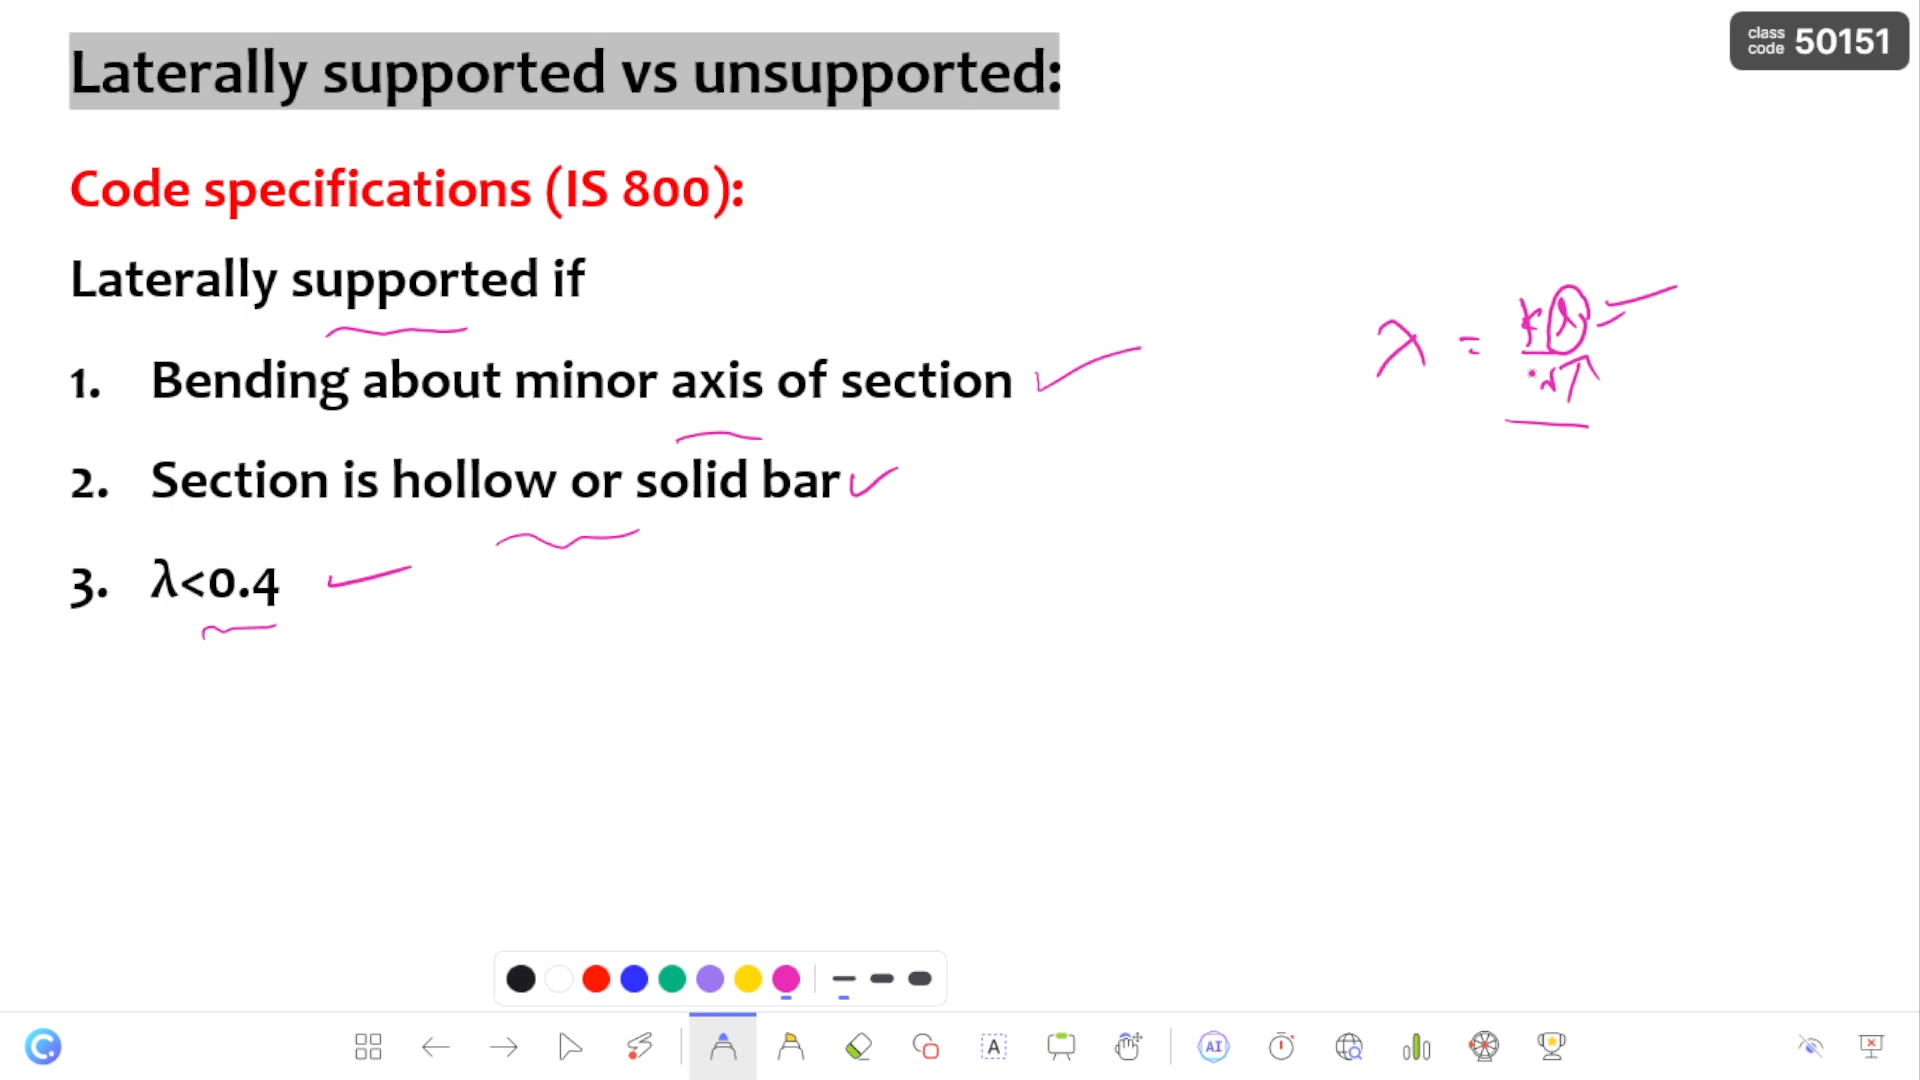 Laterally supported vs unsupported:
class code 50151
Code specifications (IS 800):
Laterally supported if
1. Bending about minor axis of section
2. Section is hollow or solid bar
3. λ<0.4
λ =
A
AI